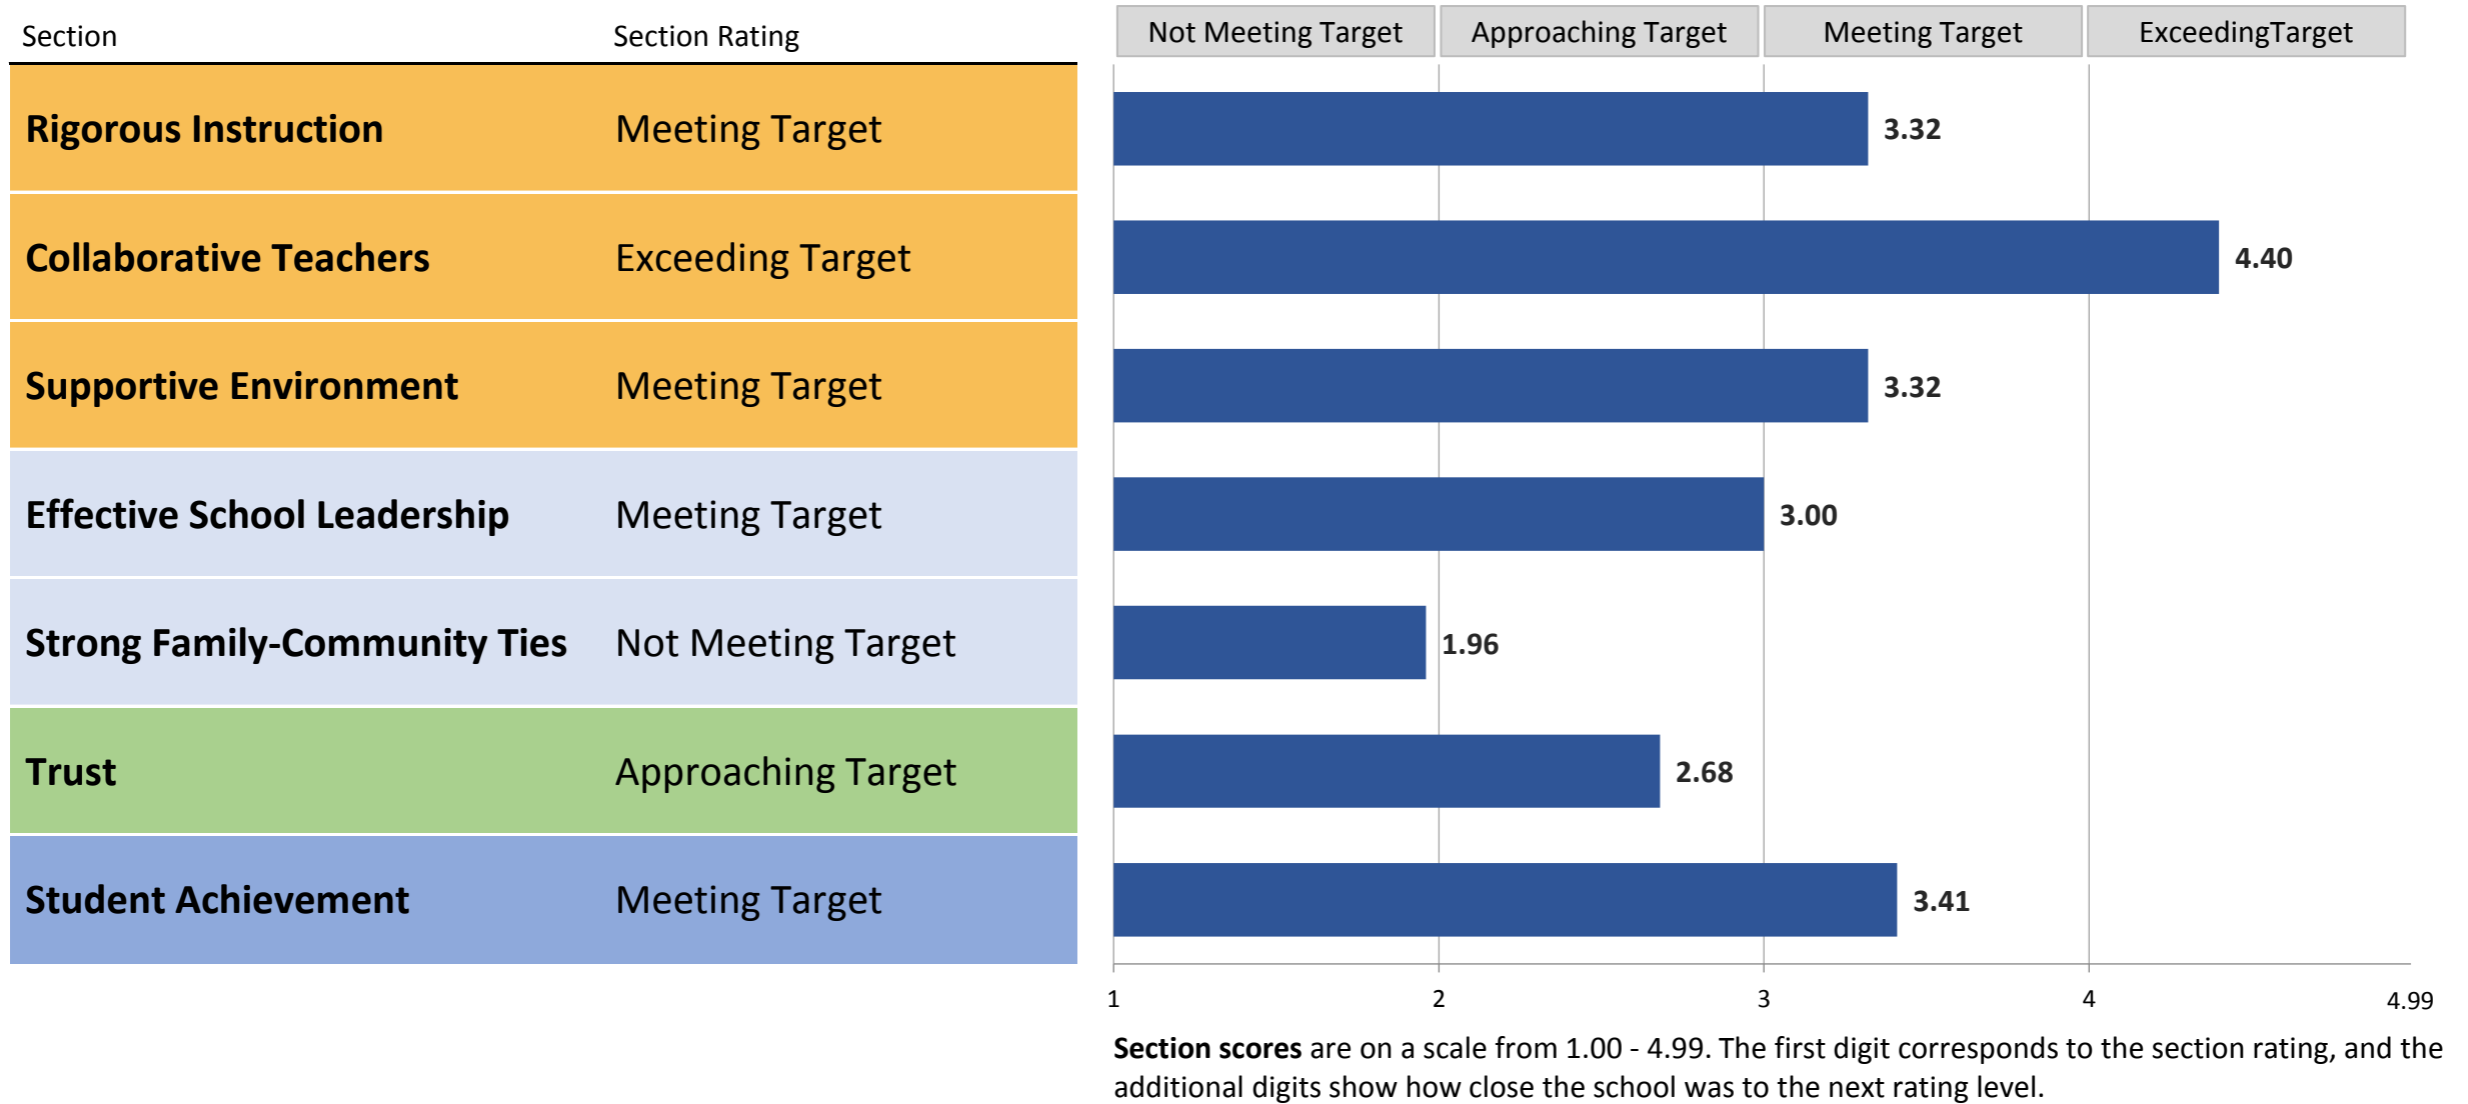 Section Section Rating Not Meeting Target Approaching Target Meeting Target ExceedingTarget
Rigorous Instruction Meeting Target 3.32
Collaborative Teachers Exceeding Target 4.40
Supportive Environment Meeting Target 3.32
Effective School Leadership Meeting Target 3.00
Strong Family-Community Ties Not Meeting Target 1.96
Trust Approaching Target 2.68
Student Achievement Meeting Target 3.41
1 2 3 4 4.99
Section scores are on a scale from 1.00 - 4.99. The first digit corresponds to the section rating, and the
additional digits show how close the school was to the next rating level.